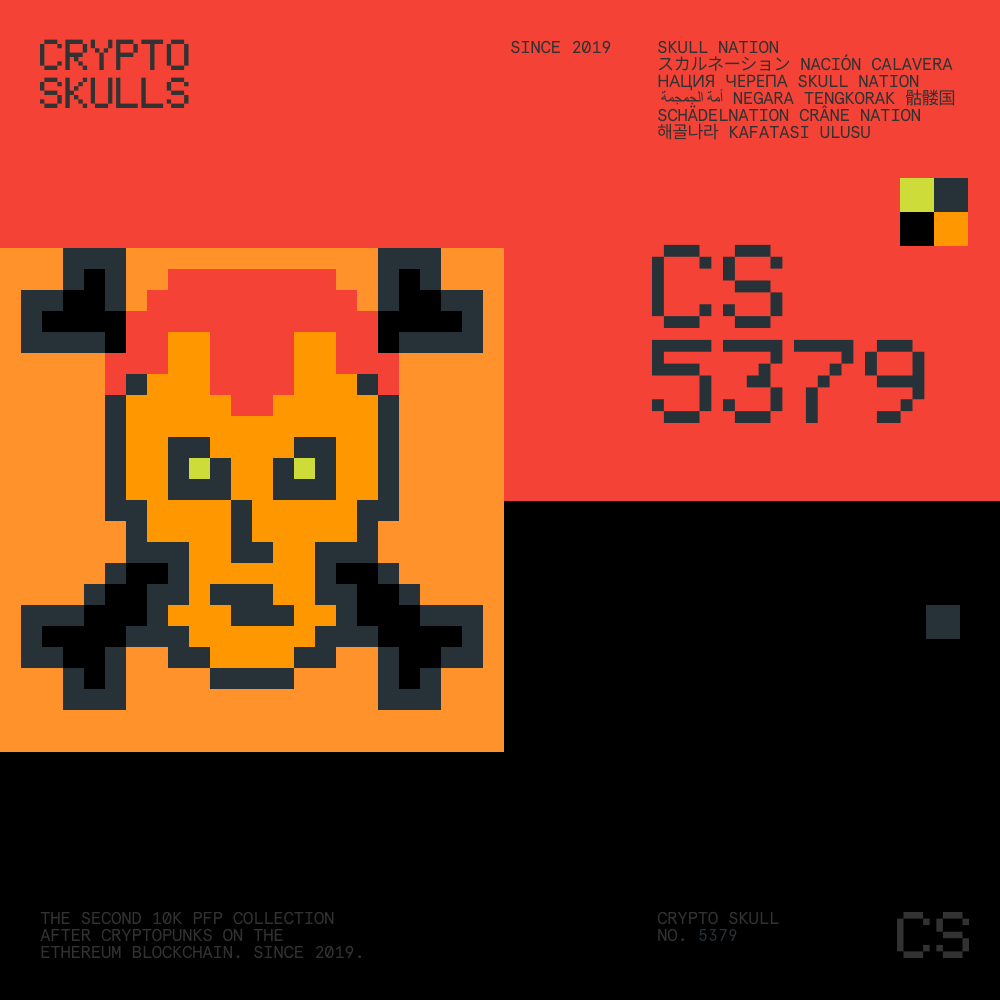 CRYPTO
SKULLS
SINCE 2019
SKULL NATION
スカルネーション NACIÓN CALAVERA
НАЦИЯ ЧЕРЕПА SKULL NATION
أمة الجمجمة NEGARA TENGKORAK 骷髅国
SCHÄDELNATION CRÂNE NATION
해골나라 KAFATASI ULUSU
CS
5379
THE SECOND 10K PFP COLLECTION
AFTER CRYPTOPUNKS ON THE
ETHEREUM BLOCKCHAIN. SINCE 2019.
CRYPTO SKULL
NO. 5379
CS